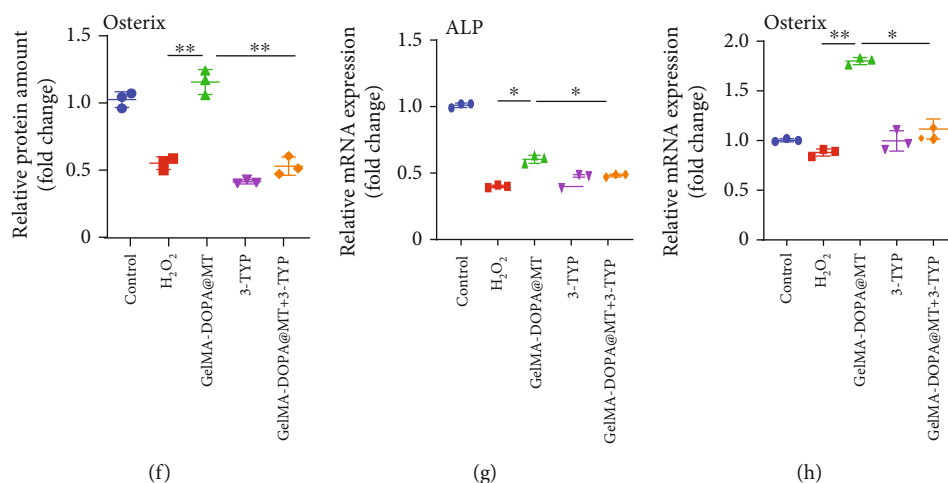 Osterix
** **
Relative protein amount
(fold change)
1.5
1.0
0.5
0
Control
H₂O₂
GelMA-DOPA@MT
3-TYP
GelMA-DOPA@MT+3-TYP
(f)
ALP
* *
Relative mRNA expression
(fold change)
1.5
1.0
0.5
0
Control
H₂O₂
GelMA-DOPA@MT
3-TYP
GelMA-DOPA@MT+3-TYP
(g)
Osterix
** *
Relative mRNA expression
(fold change)
2.0
1.5
1.0
0.5
0
Control
H₂O₂
GelMA-DOPA@MT
3-TYP
GelMA-DOPA@MT+3-TYP
(h)